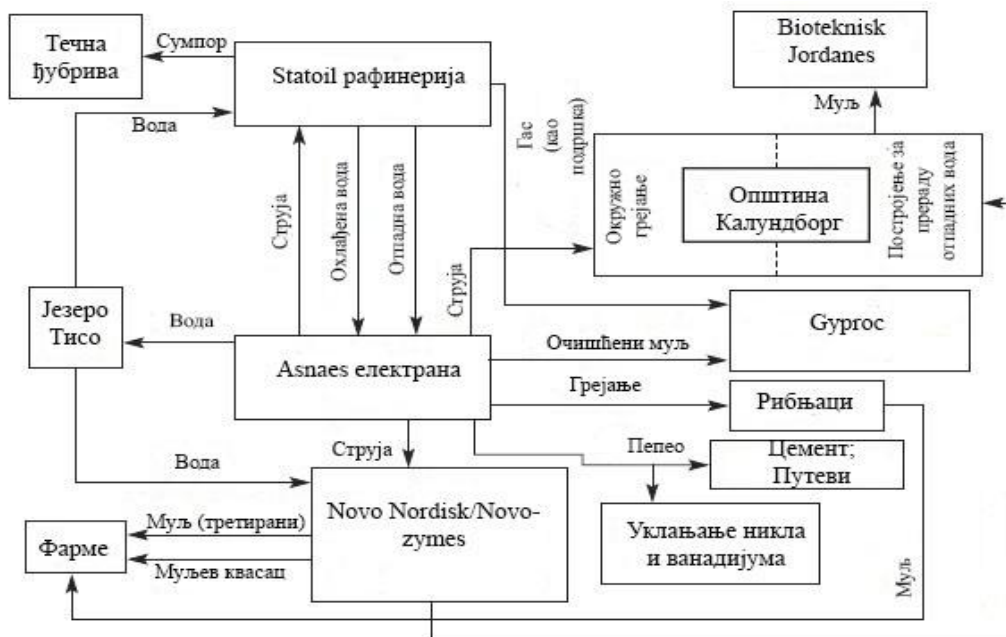 Течна
ђубрива
Сумпор
Statoil рафинерија
Bioteknisk
Jordanes
Муљ
Вода
Гас
(као
подршка)
Струја
Охлађена вода
Отпадна вода
Струја
Окружно
грејање
Општина
Калундборг
Постројење за
прераду
отпадних вода
Језеро
Тисо
Вода
Asnaes електрана
Очишћени муљ
Gyproc
Грејање
Рибњаци
Струја
Пепео
Цемент;
Путеви
Вода
Novo Nordisk/Novo-
zymes
Муљ (третирани)
Фарме
Муљев квасац
Уклањање никла
и ванадијума
Муљ